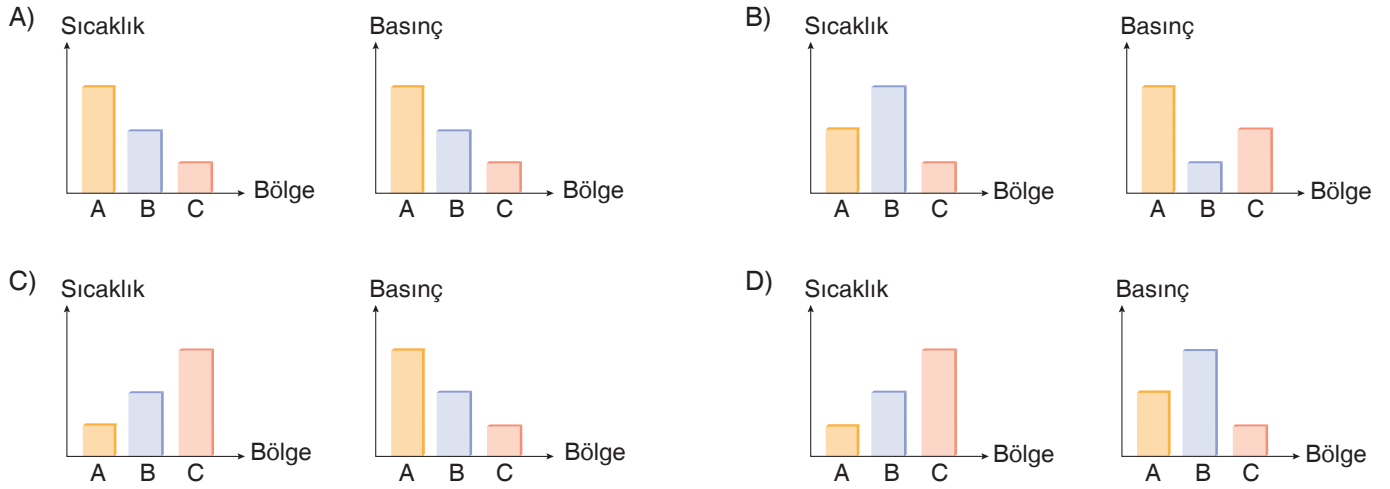 A)
Sıcaklık
Bölge
A B C
Basınç
Bölge
A B C
B)
Sıcaklık
Bölge
A B C
Basınç
Bölge
A B C
C)
Sıcaklık
Bölge
A B C
Basınç
Bölge
A B C
D)
Sıcaklık
Bölge
A B C
Basınç
Bölge
A B C